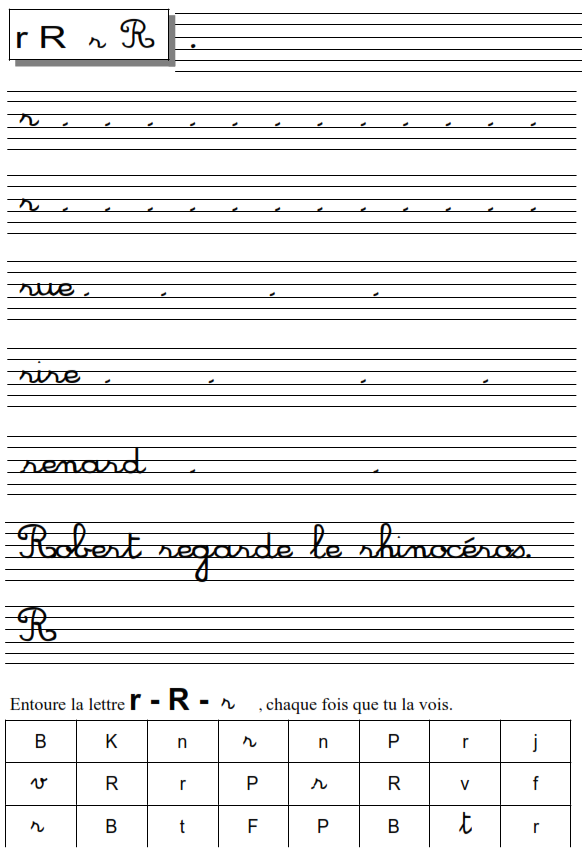 r R r R .
r
r
rue
rire
renard
Robert regarde le rhinocéros.
R
Entoure la lettre r - R - r , chaque fois que tu la vois.
B K n r n P r j
v R r P r R v f
r B t F P B t r